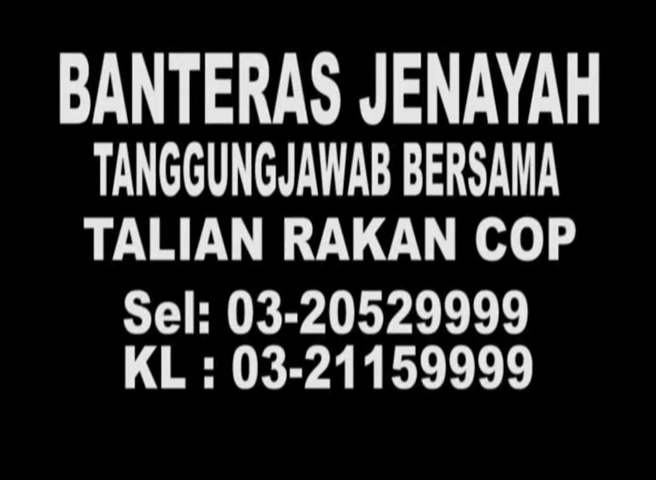 BANTERAS JENAYAH
TANGGUNGJAWAB BERSAMA
TALIAN RAKAN COP
Sel: 03-20529999
KL : 03-21159999